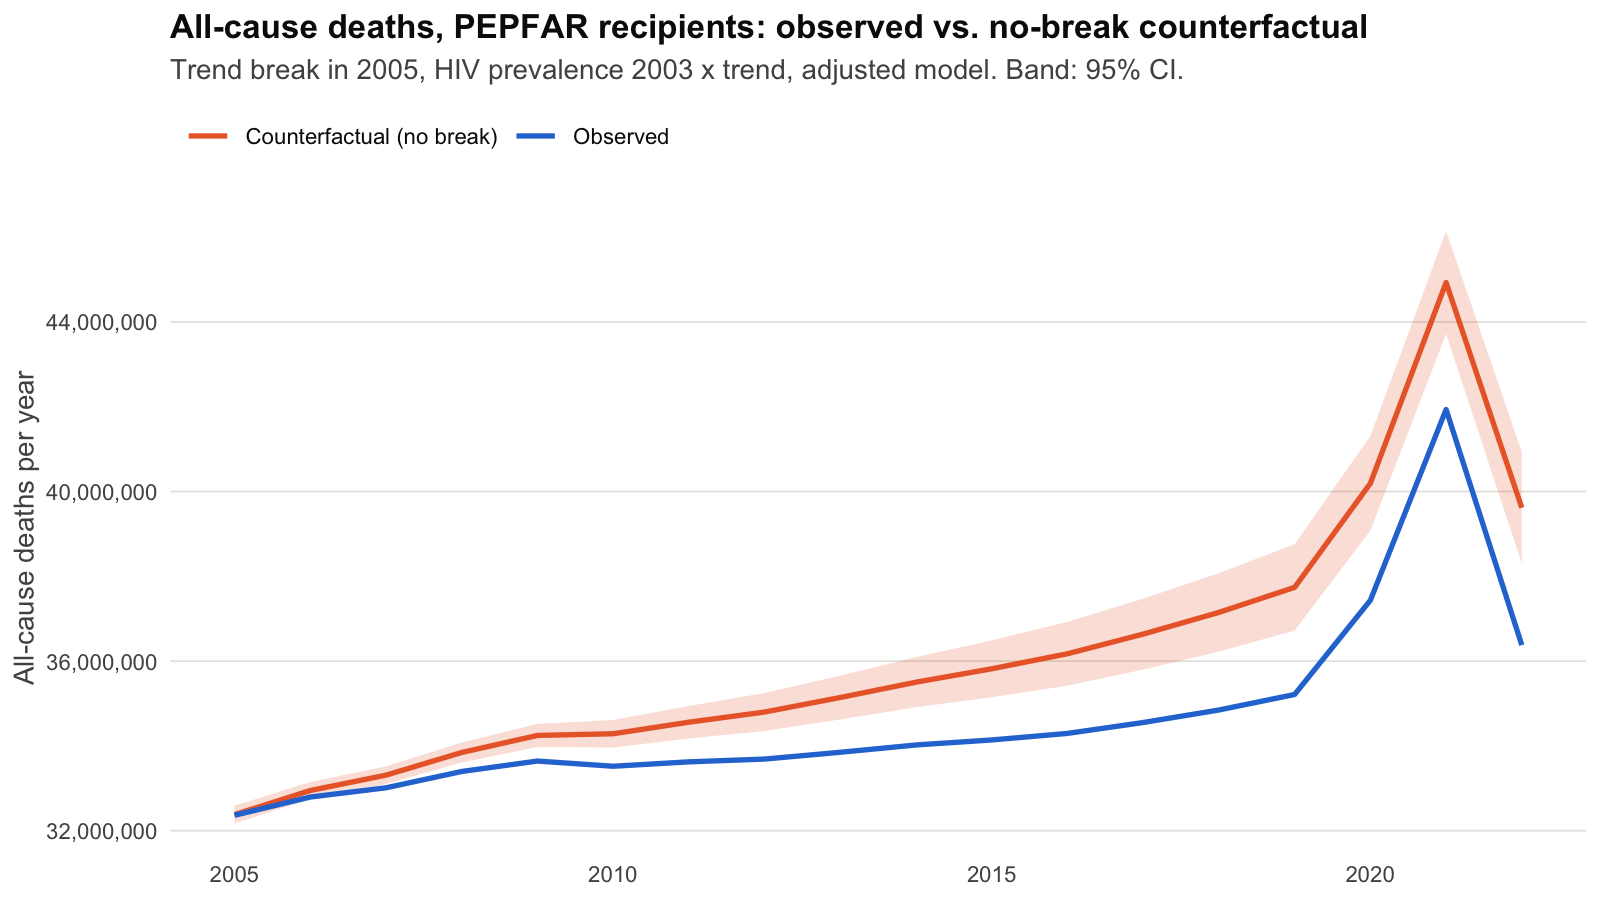 All-cause deaths, PEPFAR recipients: observed vs. no-break counterfactual
Trend break in 2005, HIV prevalence 2003 x trend, adjusted model. Band: 95% CI.
Counterfactual (no break)
Observed
All-cause deaths per year
44,000,000
40,000,000
36,000,000
32,000,000
2005
2010
2015
2020